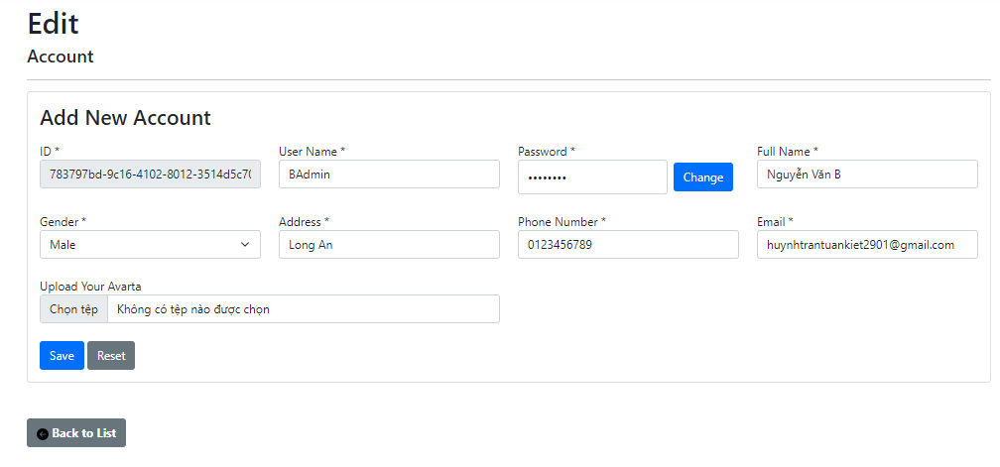 Edit
Account
Add New Account
ID *
User Name *
Password *
Full Name *
783797bd-9c16-4102-8012-3514d5c70
BAdmin
••••••••
Change
Nguyễn Văn B
Gender *
Address *
Phone Number *
Email *
Male
Long An
0123456789
huynhtrantuankiet2901@gmail.com
Upload Your Avarta
Chọn tệp
Không có tệp nào được chọn
Save
Reset
Back to List